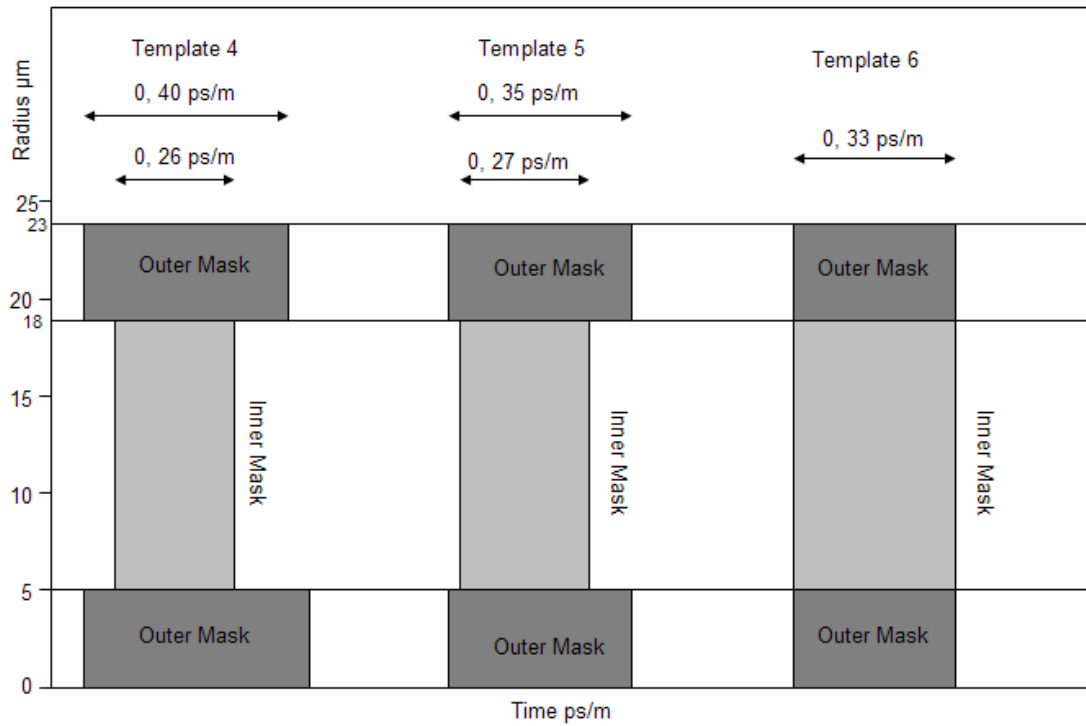 Template 4
Template 5
Template 6
0, 40 ps/m
0, 35 ps/m
0, 33 ps/m
0, 26 ps/m
0, 27 ps/m
Radius µm
25
23
Outer Mask
Outer Mask
Outer Mask
20
18
15
Inner Mask
Inner Mask
Inner Mask
10
5
Outer Mask
Outer Mask
Outer Mask
0
Time ps/m